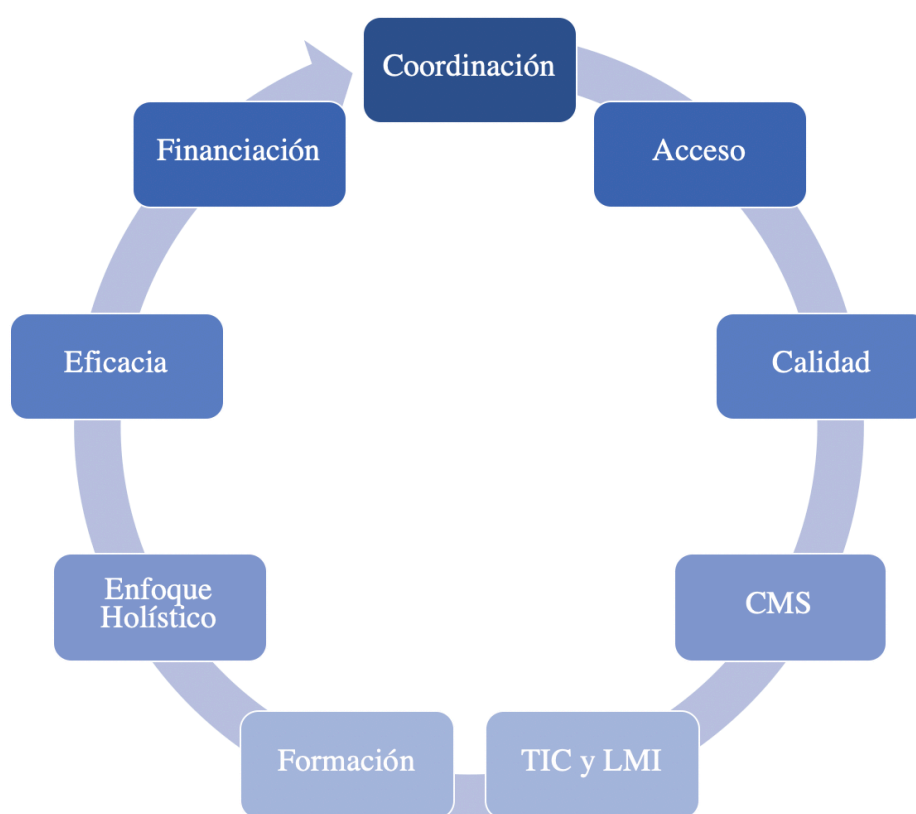 Coordinación
Acceso
Calidad
CMS
TIC y LMI
Formación
Enfoque
Holístico
Eficacia
Financiación